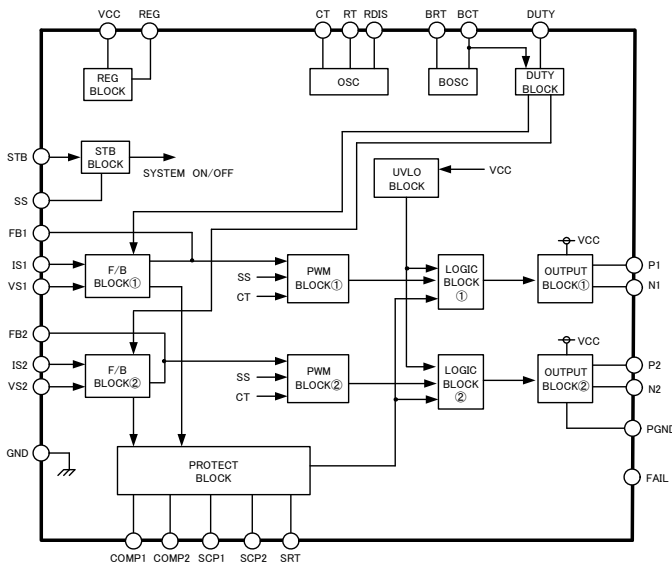 VCC REG CT RT RDIS BRT BCT DUTY
REG
BLOCK
OSC
BOSC
DUTY
BLOCK
STB
STB
BLOCK
SYSTEM ON/OFF
UVLO
BLOCK
VCC
SS
FB1
IS1
VS1
F/B
BLOCK①
SS
CT
PWM
BLOCK①
LOGIC
BLOCK
①
VCC
OUTPUT
BLOCK①
P1
N1
FB2
IS2
VS2
F/B
BLOCK②
SS
CT
PWM
BLOCK②
LOGIC
BLOCK
②
VCC
OUTPUT
BLOCK②
P2
N2
PGND
GND
PROTECT
BLOCK
FAIL
COMP1 COMP2 SCP1 SCP2 SRT